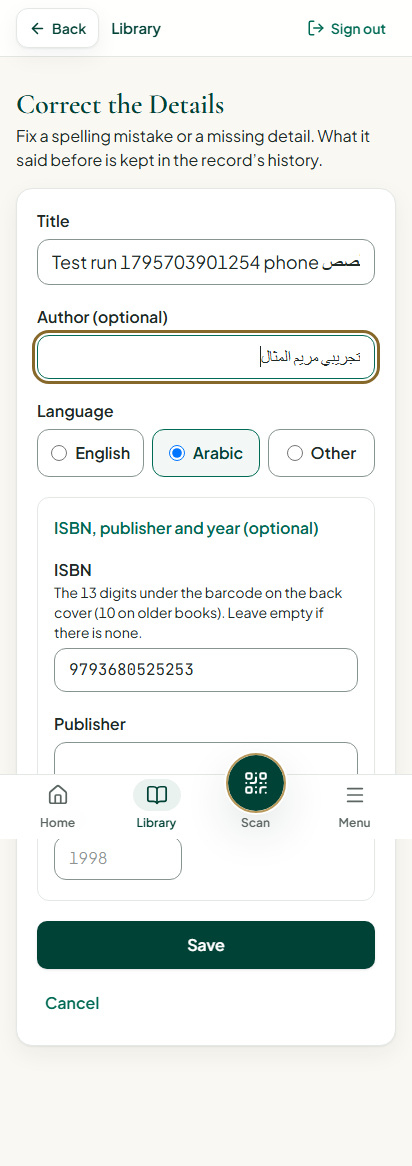 Back
Library
Sign out
Correct the Details
Fix a spelling mistake or a missing detail. What it
said before is kept in the record's history.
Title
Test run 1795703901254 phone قصص
Author (optional)
تجريبي مريم المثال
Language
English
Arabic
Other
ISBN, publisher and year (optional)
ISBN
The 13 digits under the barcode on the back
cover (10 on older books). Leave empty if
there is none.
9793680525253
Publisher
Home
Library
Scan
Menu
1998
Save
Cancel